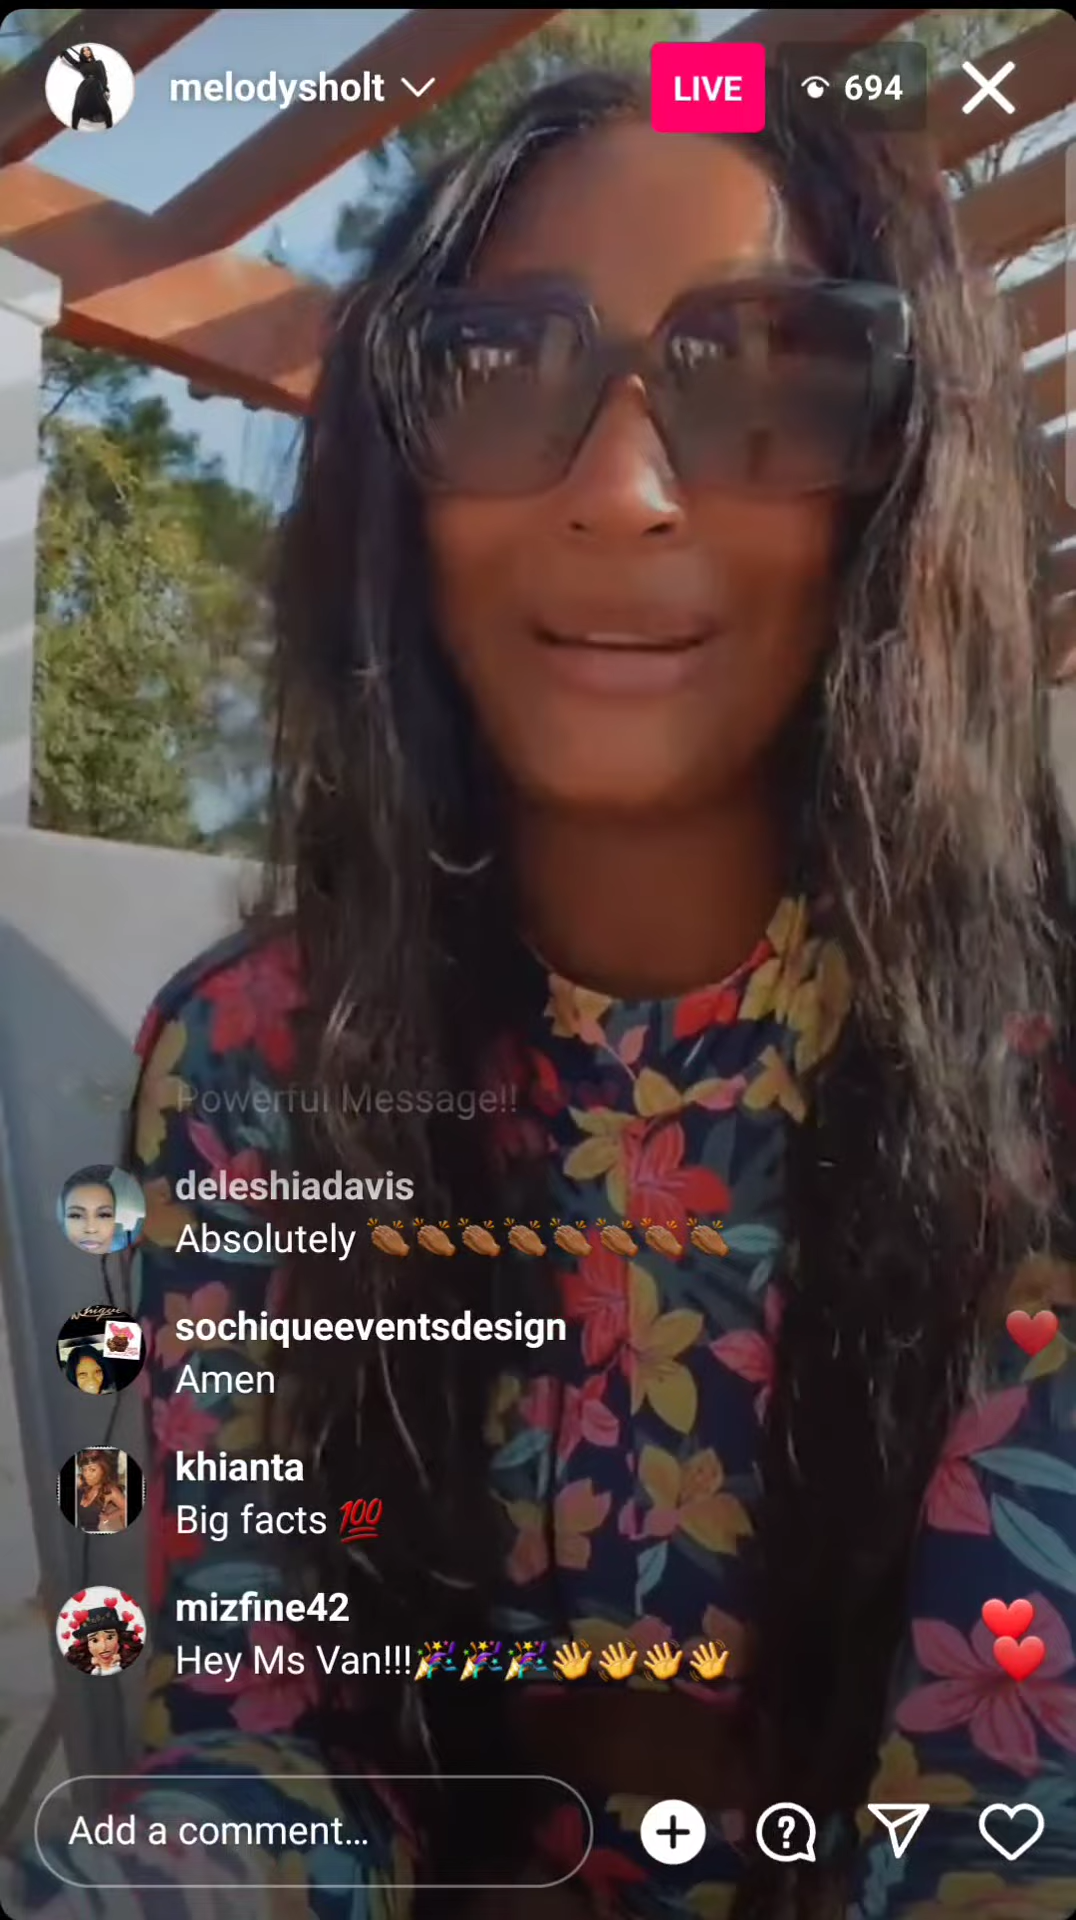 melodysholt
LIVE
694
Powerful Message!!
deleshiadavis
Absolutely 👏🏾👏🏾👏🏾👏🏾👏🏾👏🏾👏🏾👏🏾
sochiqueeventsdesign
Amen
khianta
Big facts 💯
mizfine42
Hey Ms Van!!!🎉🎉🎉👋👋👋👋
Add a comment...